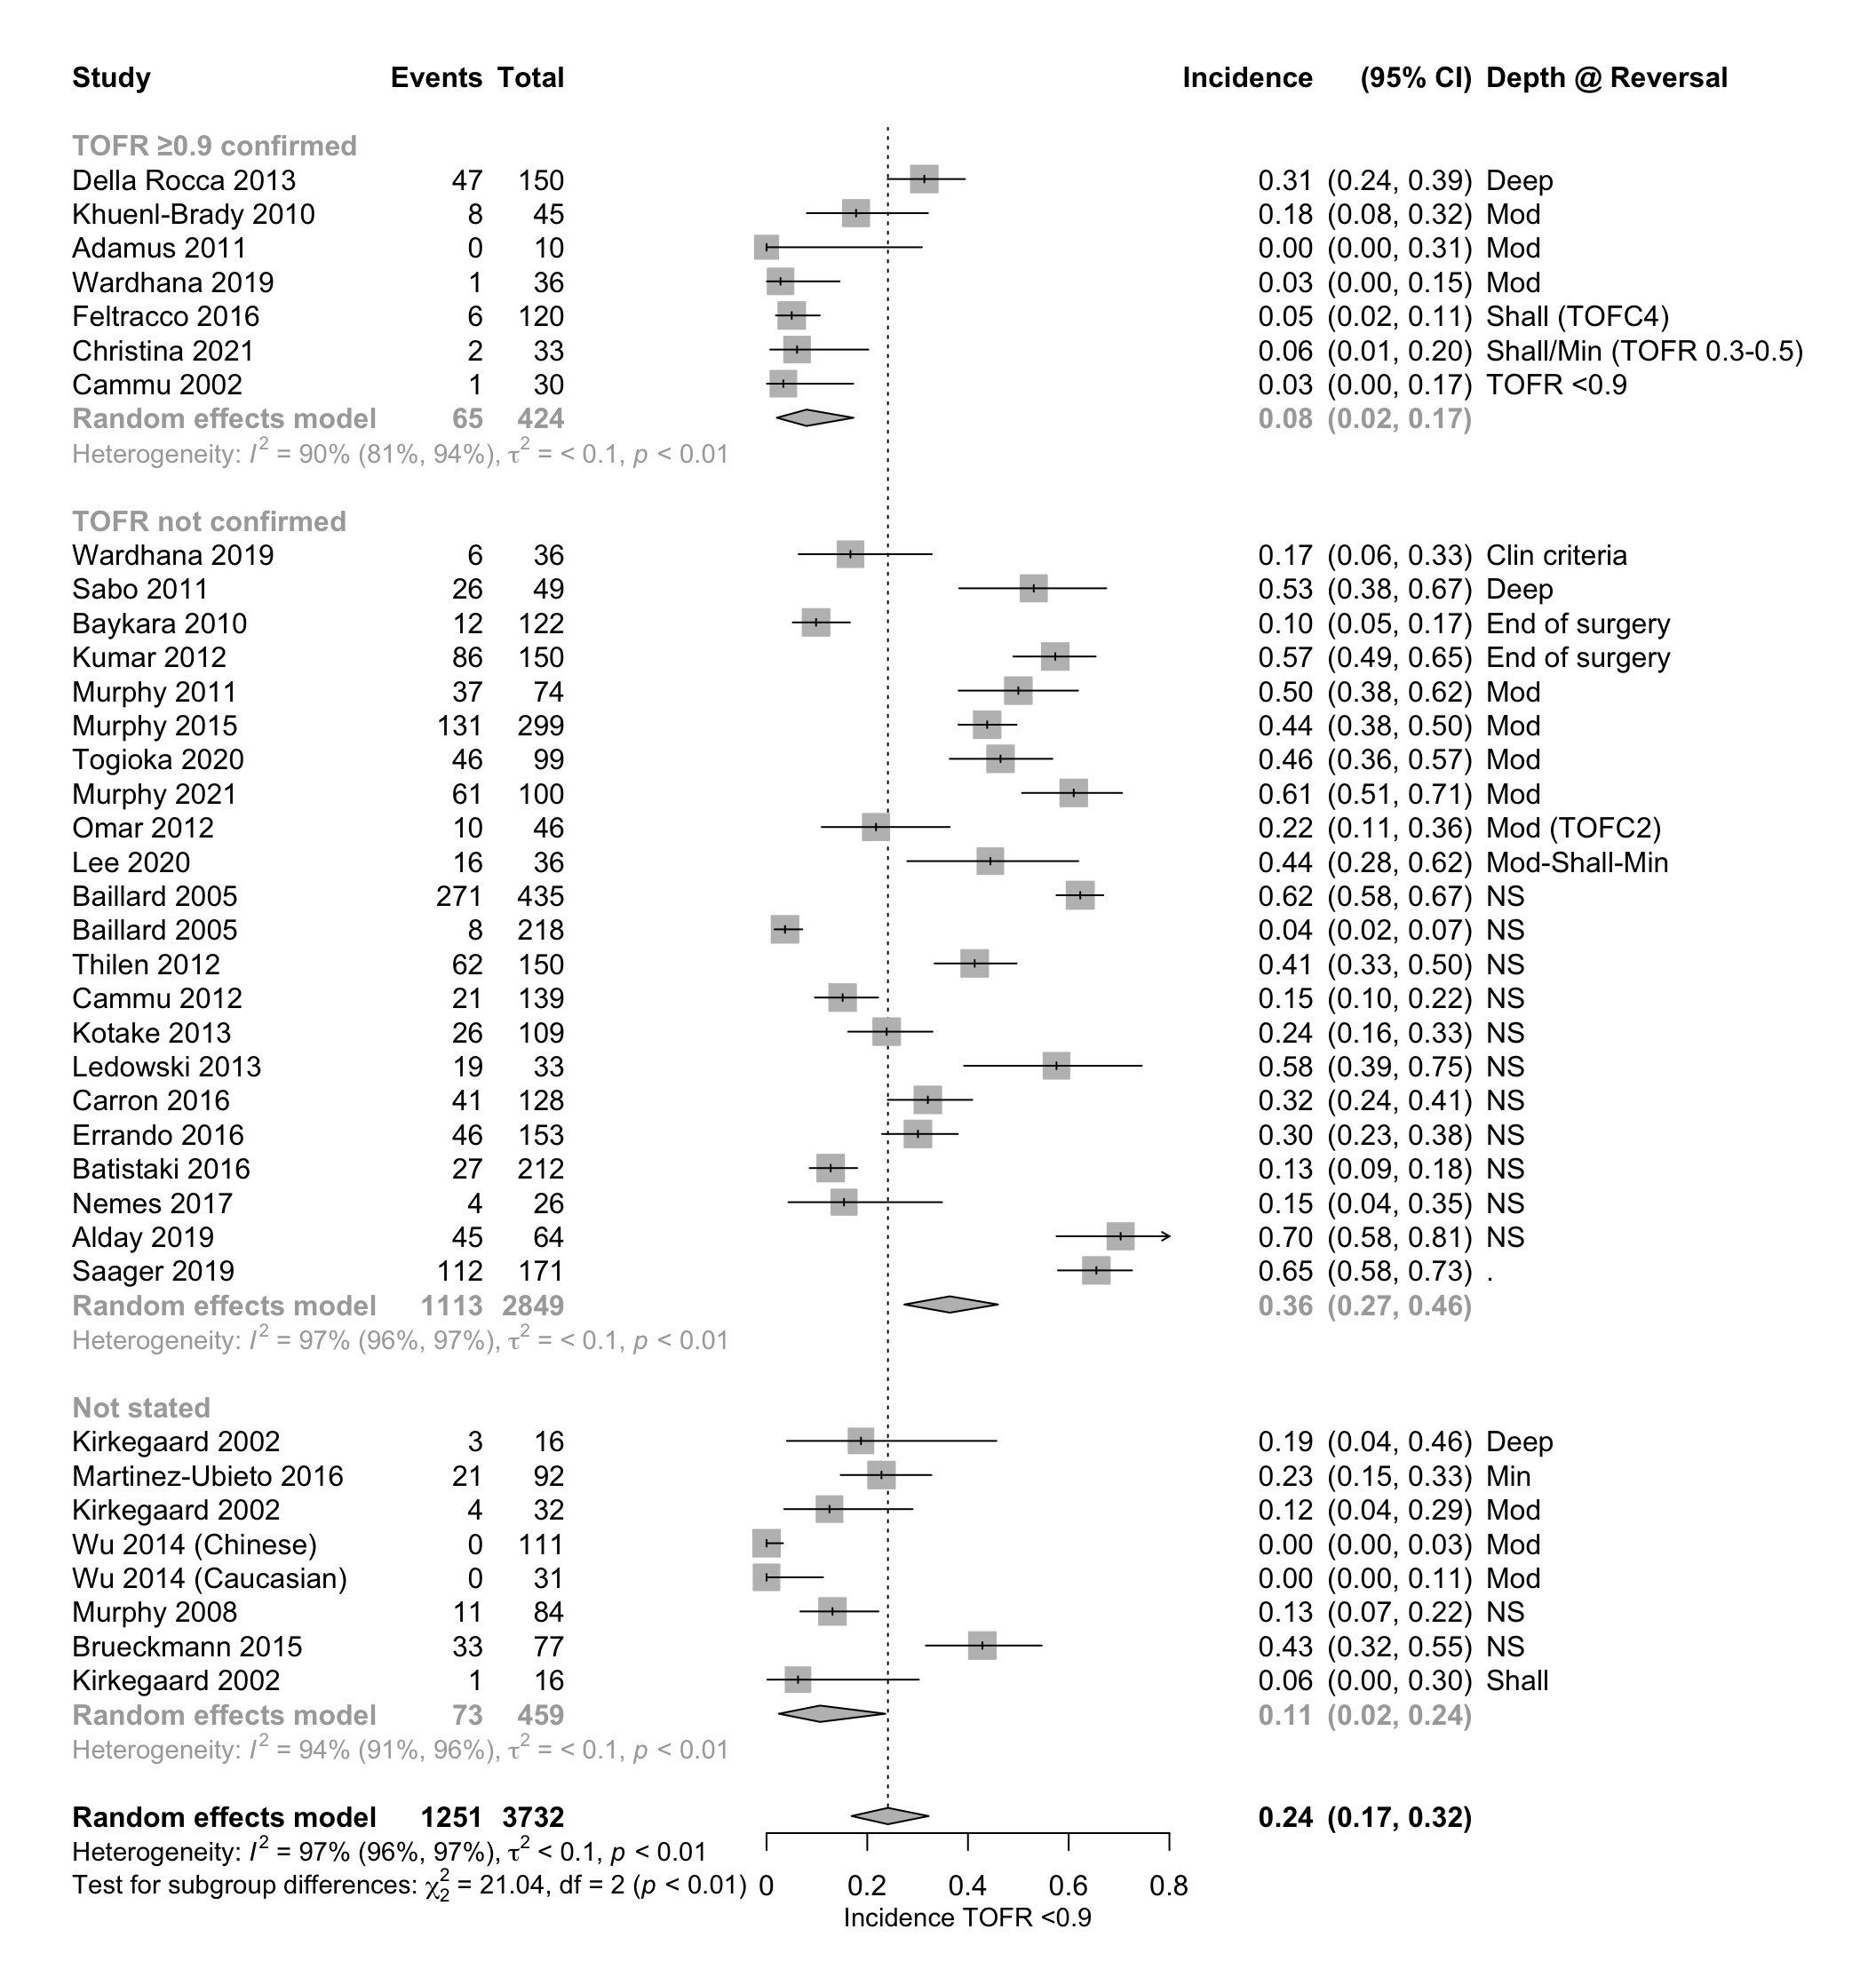 Study Events Total Incidence (95% CI) Depth @ Reversal
TOFR ≥0.9 confirmed
Della Rocca 2013 47 150 0.31 (0.24, 0.39) Deep
Khuenl-Brady 2010 8 45 0.18 (0.08, 0.32) Mod
Adamus 2011 0 10 0.00 (0.00, 0.31) Mod
Wardhana 2019 1 36 0.03 (0.00, 0.15) Mod
Feltracco 2016 6 120 0.05 (0.02, 0.11) Shall (TOFC4)
Christina 2021 2 33 0.06 (0.01, 0.20) Shall/Min (TOFR 0.3-0.5)
Cammu 2002 1 30 0.03 (0.00, 0.17) TOFR <0.9
Random effects model 65 424 0.08 (0.02, 0.17)
Heterogeneity: I² = 90% (81%, 94%), τ² = < 0.1, p < 0.01
TOFR not confirmed
Wardhana 2019 6 36 0.17 (0.06, 0.33) Clin criteria
Sabo 2011 26 49 0.53 (0.38, 0.67) Deep
Baykara 2010 12 122 0.10 (0.05, 0.17) End of surgery
Kumar 2012 86 150 0.57 (0.49, 0.65) End of surgery
Murphy 2011 37 74 0.50 (0.38, 0.62) Mod
Murphy 2015 131 299 0.44 (0.38, 0.50) Mod
Togioka 2020 46 99 0.46 (0.36, 0.57) Mod
Murphy 2021 61 100 0.61 (0.51, 0.71) Mod
Omar 2012 10 46 0.22 (0.11, 0.36) Mod (TOFC2)
Lee 2020 16 36 0.44 (0.28, 0.62) Mod-Shall-Min
Baillard 2005 271 435 0.62 (0.58, 0.67) NS
Baillard 2005 8 218 0.04 (0.02, 0.07) NS
Thilen 2012 62 150 0.41 (0.33, 0.50) NS
Cammu 2012 21 139 0.15 (0.10, 0.22) NS
Kotake 2013 26 109 0.24 (0.16, 0.33) NS
Ledowski 2013 19 33 0.58 (0.39, 0.75) NS
Carron 2016 41 128 0.32 (0.24, 0.41) NS
Errando 2016 46 153 0.30 (0.23, 0.38) NS
Batistaki 2016 27 212 0.13 (0.09, 0.18) NS
Nemes 2017 4 26 0.15 (0.04, 0.35) NS
Alday 2019 45 64 0.70 (0.58, 0.81) NS
Saager 2019 112 171 0.65 (0.58, 0.73) .
Random effects model 1113 2849 0.36 (0.27, 0.46)
Heterogeneity: I² = 97% (96%, 97%), τ² = < 0.1, p < 0.01
Not stated
Kirkegaard 2002 3 16 0.19 (0.04, 0.46) Deep
Martinez-Ubieto 2016 21 92 0.23 (0.15, 0.33) Min
Kirkegaard 2002 4 32 0.12 (0.04, 0.29) Mod
Wu 2014 (Chinese) 0 111 0.00 (0.00, 0.03) Mod
Wu 2014 (Caucasian) 0 31 0.00 (0.00, 0.11) Mod
Murphy 2008 11 84 0.13 (0.07, 0.22) NS
Brueckmann 2015 33 77 0.43 (0.32, 0.55) NS
Kirkegaard 2002 1 16 0.06 (0.00, 0.30) Shall
Random effects model 73 459 0.11 (0.02, 0.24)
Heterogeneity: I² = 94% (91%, 96%), τ² = < 0.1, p < 0.01
Random effects model 1251 3732 0.24 (0.17, 0.32)
Heterogeneity: I² = 97% (96%, 97%), τ² < 0.1, p < 0.01
Test for subgroup differences: χ²₂ = 21.04, df = 2 (p < 0.01) 0 0.2 0.4 0.6 0.8
Incidence TOFR <0.9